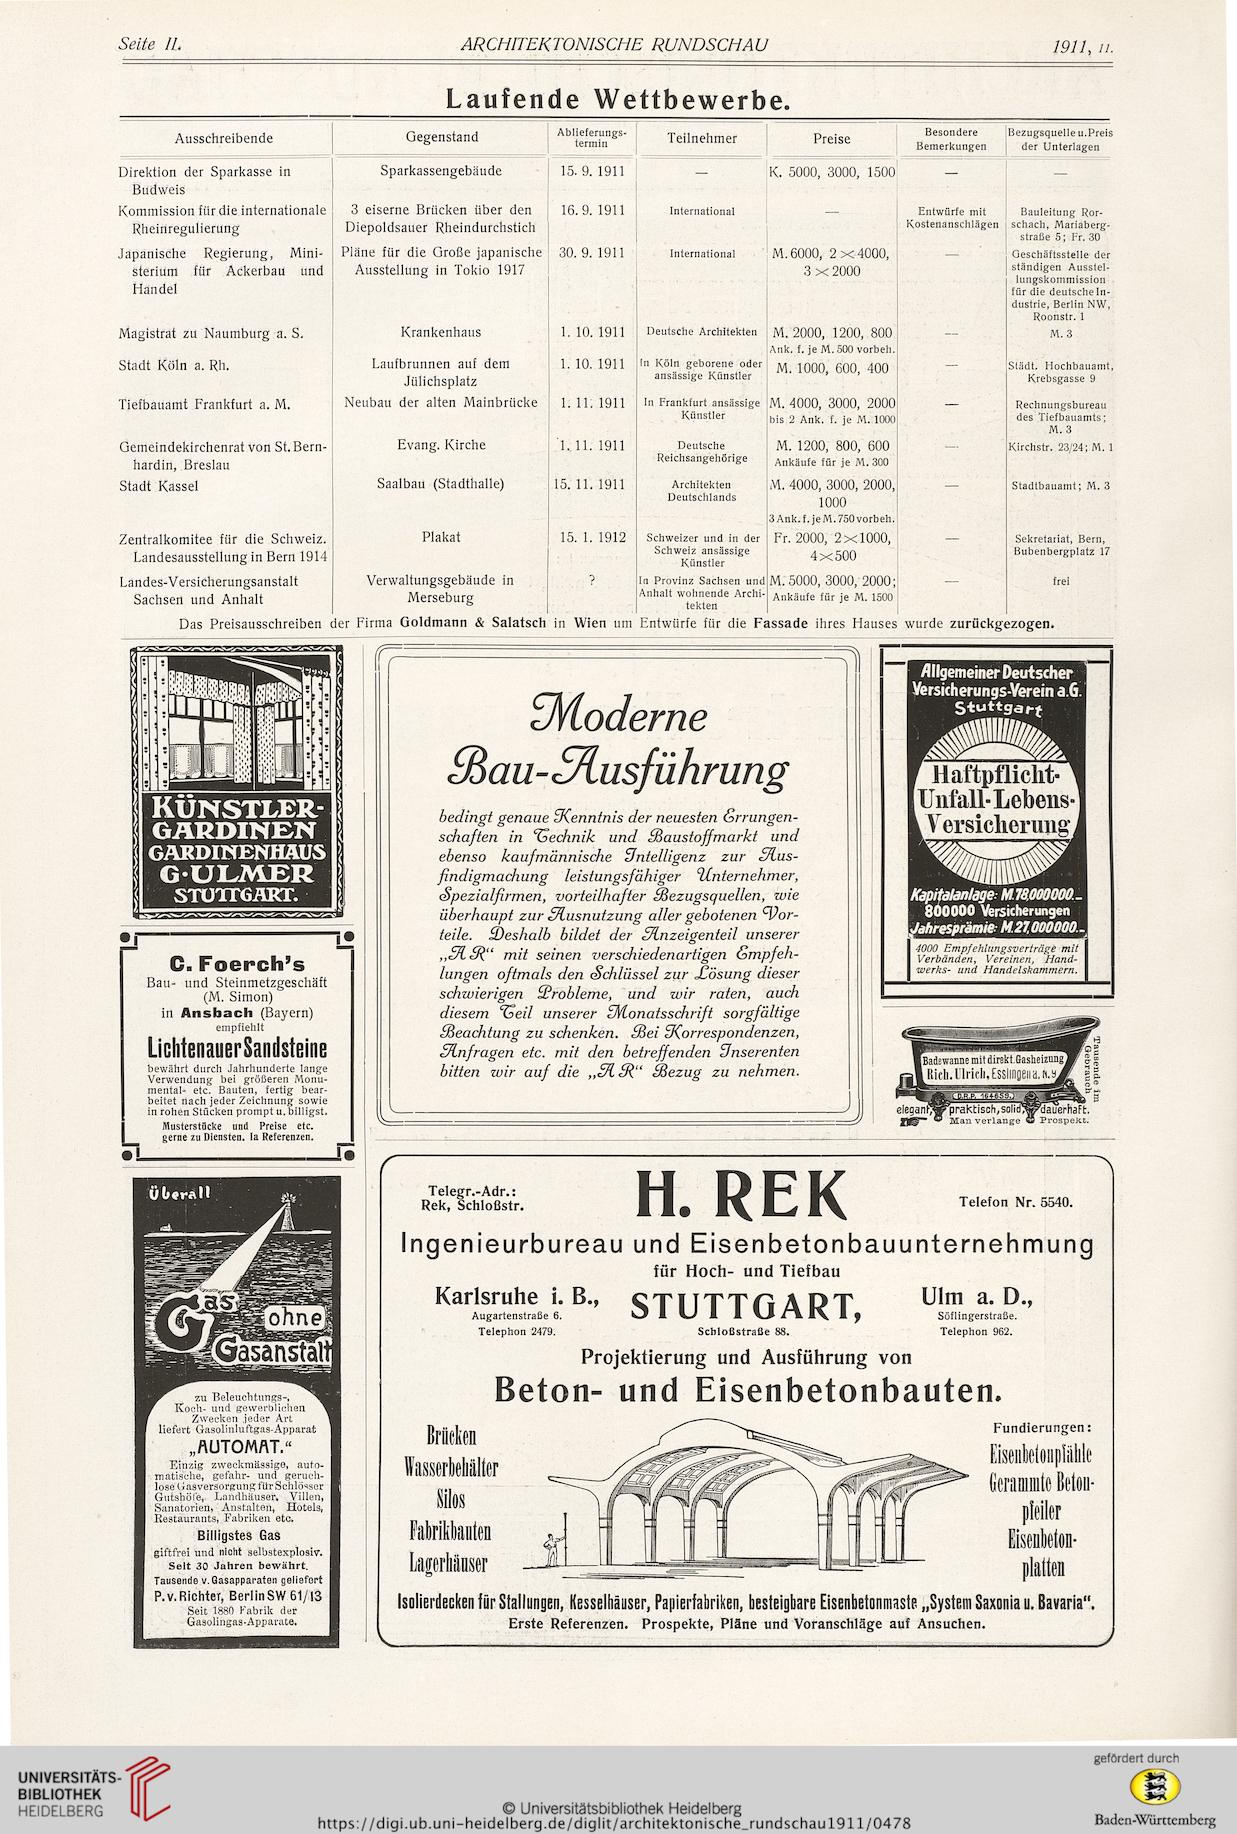 Seite II. ARCHITEKTONISCHE RUNDSCHAU 1911, 11.
Laufende Wettbewerbe.
Ausschreibende | Gegenstand | Ablieferungs-termin | Teilnehmer | Preise | Besondere Bemerkungen | Bezugsquelle u. Preis der Unterlagen
Direktion der Sparkasse in Budweis | Sparkassengebäude | 15. 9. 1911 | — | K. 5000, 3000, 1500 | — | —
Kommission für die internationale Rheinregulierung | 3 eiserne Brücken über den Diepoldsauer Rheindurchstich | 16. 9. 1911 | International | — | Entwürfe mit Kostenanschlägen | Bauleitung Ror-schach, Mariaberg-straße 5; Fr. 30
Japanische Regierung, Mini-sterium für Ackerbau und Handel | Pläne für die Große japanische Ausstellung in Tokio 1917 | 30. 9. 1911 | International | M. 6000, 2 × 4000, 3 × 2000 | — | Geschäftsstelle der ständigen Ausstel-lungskommission für die deutsche In-dustrie, Berlin NW, Roonstr. 1
Magistrat zu Naumburg a. S. | Krankenhaus | 1. 10. 1911 | Deutsche Architekten | M. 2000, 1200, 800 Ank. f. je M. 500 vorbeh. | — | M. 3
Stadt Köln a. Rh. | Laufbrunnen auf dem Jülichsplatz | 1. 10. 1911 | In Köln geborene oder ansässige Künstler | M. 1000, 600, 400 | — | Städt. Hochbauamt, Krebsgasse 9
Tiefbauamt Frankfurt a. M. | Neubau der alten Mainbrücke | 1. 11. 1911 | In Frankfurt ansässige Künstler | M. 4000, 3000, 2000 bis 2 Ank. f. je M. 1000 | — | Rechnungsbureau des Tiefbauamts; M. 3
Gemeindekirchenrat von St. Bern-hardin, Breslau | Evang. Kirche | 1. 11. 1911 | Deutsche Reichsangehörige | M. 1200, 800, 600 Ankäufe für je M. 300 | — | Kirchstr. 23/24; M. 1
Stadt Kassel | Saalbau (Stadthalle) | 15. 11. 1911 | Architekten Deutschlands | M. 4000, 3000, 2000, 1000 3 Ank. f. je M. 750 vorbeh. | — | Stadtbauamt; M. 3
Zentralkomitee für die Schweiz. Landesausstellung in Bern 1914 | Plakat | 15. 1. 1912 | Schweizer und in der Schweiz ansässige Künstler | Fr. 2000, 2×1000, 4×500 | — | Sekretariat, Bern, Bubenbergplatz 17
Landes-Versicherungsanstalt Sachsen und Anhalt | Verwaltungsgebäude in Merseburg | ? | In Provinz Sachsen und Anhalt wohnende Archi-tekten | M. 5000, 3000, 2000; Ankäufe für je M. 1500 | — | frei
Das Preisausschreiben der Firma Goldmann & Salatsch in Wien um Entwürfe für die Fassade ihres Hauses wurde zurückgezogen.
KÜNSTLER-
GARDINEN
GARDINENHAUS
G·ULMER
STUTTGART.
C. Foerch's
Bau- und Steinmetzgeschäft
(M. Simon)
in Ansbach (Bayern)
empfiehlt
Lichtenauer Sandsteine
bewährt durch Jahrhunderte lange
Verwendung bei größeren Monu-
mental- etc. Bauten, fertig bear-
beitet nach jeder Zeichnung sowie
in rohen Stücken prompt u. billigst.
Musterstücke und Preise etc.
gerne zu Diensten. Ia Referenzen.
Überall
Gas
ohne
Gasanstalt
zu Beleuchtungs-,
Koch- und gewerblichen
Zwecken jeder Art
liefert Gasolinluftgas-Apparat
„AUTOMAT."
Einzig zweckmässige, auto-
matische, gefahr- und geruch-
lose Gasversorgung für Schlösser
Gutshöfe, Landhäuser, Villen,
Sanatorien, Anstalten, Hotels,
Restaurants, Fabriken etc.
Billigstes Gas
giftfrei und nicht selbstexplosiv.
Seit 30 Jahren bewährt
Tausende v. Gasapparaten geliefert
P. v. Richter, Berlin SW 61/13
Seit 1880 Fabrik der
Gasolingas-Apparate.
Moderne
Bau-Ausführung
bedingt genaue Kenntnis der neuesten Errungen-
schaften in Technik und Baustoffmarkt und
ebenso kaufmännische Intelligenz zur Aus-
findigmachung leistungsfähiger Unternehmer,
Spezialfirmen, vorteilhafter Bezugsquellen, wie
überhaupt zur Ausnutzung aller gebotenen Vor-
teile. Deshalb bildet der Anzeigenteil unserer
„A R" mit seinen verschiedenartigen Empfeh-
lungen oftmals den Schlüssel zur Lösung dieser
schwierigen Probleme, und wir raten, auch
diesem Teil unserer Monatsschrift sorgfältige
Beachtung zu schenken. Bei Korrespondenzen,
Anfragen etc. mit den betreffenden Inserenten
bitten wir auf die „A R" Bezug zu nehmen.
Allgemeiner Deutscher
Versicherungs-Verein a. G.
Stuttgart
Haftpflicht-
Unfall-Lebens-
Versicherung
Kapitalanlage: M. 78,000000._
800000 Versicherungen
Jahresprämie: M. 27,000000._
4000 Empfehlungsverträge mit
Verbänden, Vereinen, Hand-
werks- und Handelskammern.
Badewanne mit direkt. Gasheizung
Rich. Ulrich, Esslingen a. N. 9
Tausende im
Gebrauch
D.R.P. 164659.
elegant, praktisch, solid, dauerhaft.
Man verlange Prospekt.
Telegr.-Adr.:
Rek, Schloßstr.
H. REK
Telefon Nr. 5540.
Ingenieurbureau und Eisenbetonbauunternehmung
für Hoch- und Tiefbau
Karlsruhe i. B.,
Augartenstraße 6.
Telephon 2479.
STUTTGART,
Schloßstraße 88.
Ulm a. D.,
Söflingerstraße.
Telephon 962.
Projektierung und Ausführung von
Beton- und Eisenbetonbauten.
Brücken
Wasserbehälter
Silos
Fabrikbauten
Lagerhäuser
Fundierungen:
Eisenbetonpfähle
Gerammte Beton-
pfeiler
Eisenbeton-
platten
Isolierdecken für Stallungen, Kesselhäuser, Papierfabriken, besteigbare Eisenbetonmaste „System Saxonia u. Bavaria".
Erste Referenzen. Prospekte, Pläne und Voranschläge auf Ansuchen.
UNIVERSITÄTS-
BIBLIOTHEK
HEIDELBERG
© Universitätsbibliothek Heidelberg
https://digi.ub.uni-heidelberg.de/diglit/architektonische_rundschau1911/0478
gefördert durch
Baden-Württemberg